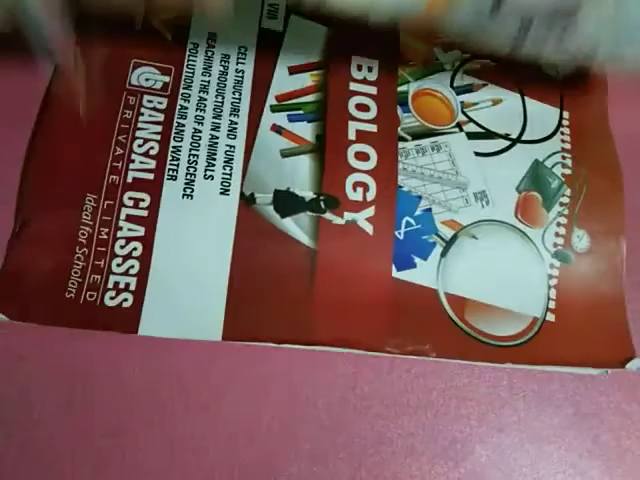 VIII
BIOLOGY
CELL STRUCTURE AND FUNCTION
REPRODUCTION IN ANIMALS
REACHING THE AGE OF ADOLESCENCE
POLLUTION OF AIR AND WATER
BANSAL CLASSES
PRIVATE LIMITED
Ideal for Scholars